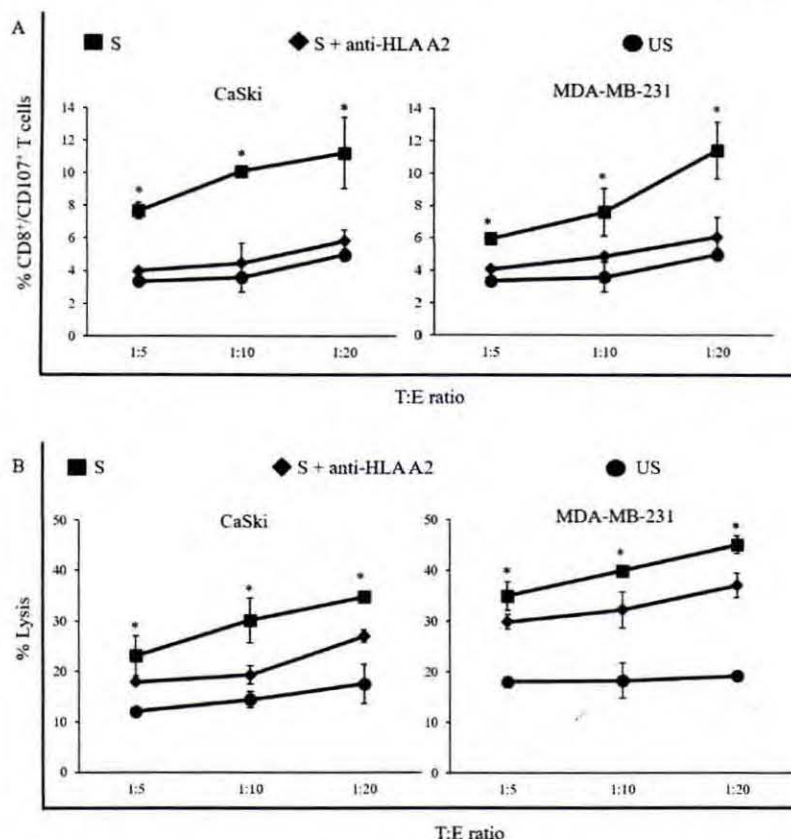 A
S S + anti-HLA A2 US
CaSki MDA-MB-231
% CD8⁺/CD107⁺ T cells
14 14
12 12
10 10
8 8
6 6
4 4
2 2
0 0
* * * * * *
1:5 1:10 1:20 1:5 1:10 1:20
T:E ratio
B
S S + anti-HLA A2 US
CaSki MDA-MB-231
% Lysis
50 50
40 40
30 30
20 20
10 10
0 0
* * * * * *
1:5 1:10 1:20 1:5 1:10 1:20
T:E ratio